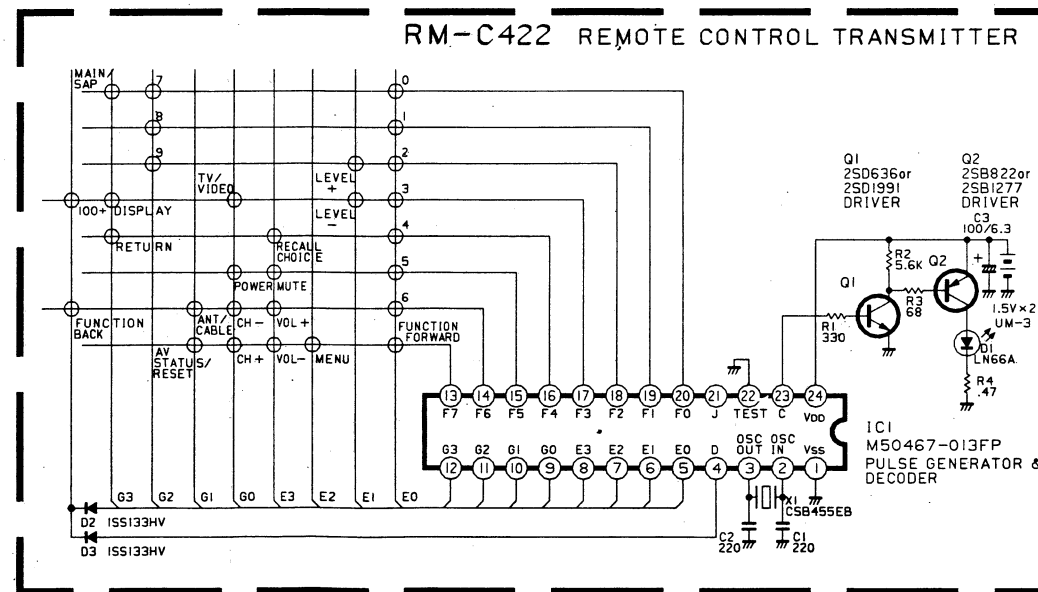 RM-C422 REMOTE CONTROL TRANSMITTER
MAIN/
SAP
7
0
8
1
9
2
TV/
VIDEO
LEVEL
+
3
100+
DISPLAY
LEVEL
-
4
RETURN
RECALL
CHOICE
5
POWER
MUTE
6
FUNCTION
BACK
ANT/
CABLE
CH-
VOL+
FUNCTION
FORWARD
AV
STATUS/
RESET
CH+
VOL-
MENU
Q1
2SD636or
2SD1991
DRIVER
Q2
2SB822or
2SB1277
DRIVER
C3
100/6.3
+
R2
5.6K
Q1
Q2
R3
68
R1
330
1.5V×2
UM-3
D1
LN66A
R4
.47
13 14 15 16 17 18 19 20 21 22 23 24
F7 F6 F5 F4 F3 F2 F1 F0 J TEST C VDD
G3 G2 G1 G0 E3 E2 E1 E0 D OSC OUT OSC IN VSS
12 11 10 9 8 7 6 5 4 3 2 1
IC1
M50467-013FP
PULSE GENERATOR &
DECODER
G3 G2 G1 G0 E3 E2 E1 E0
D2 1SS133HV
D3 1SS133HV
X1
CSB455EB
C2
220
C1
220